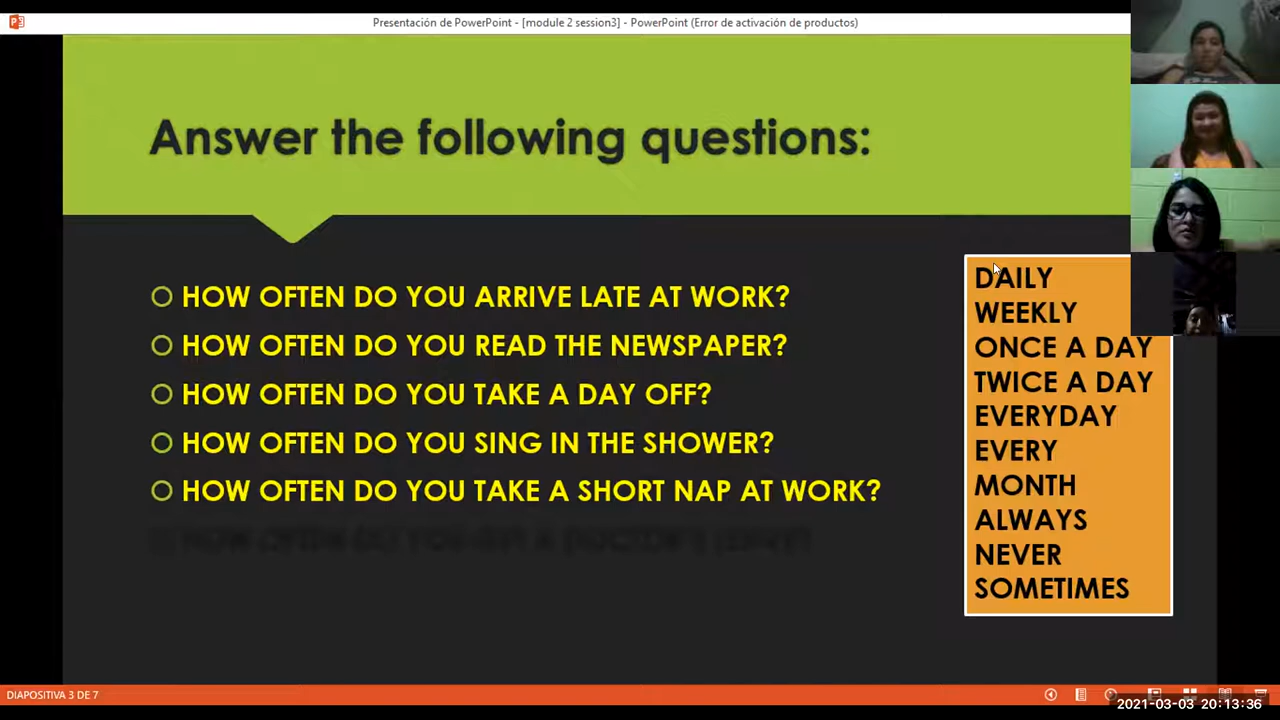 Presentación de PowerPoint - [module 2 session3] - PowerPoint (Error de activación de productos)
Answer the following questions:
HOW OFTEN DO YOU ARRIVE LATE AT WORK?
HOW OFTEN DO YOU READ THE NEWSPAPER?
HOW OFTEN DO YOU TAKE A DAY OFF?
HOW OFTEN DO YOU SING IN THE SHOWER?
HOW OFTEN DO YOU TAKE A SHORT NAP AT WORK?
DAILY
WEEKLY
ONCE A DAY
TWICE A DAY
EVERYDAY
EVERY
MONTH
ALWAYS
NEVER
SOMETIMES
DIAPOSITIVA 3 DE 7
2021-03-03 20:13:36